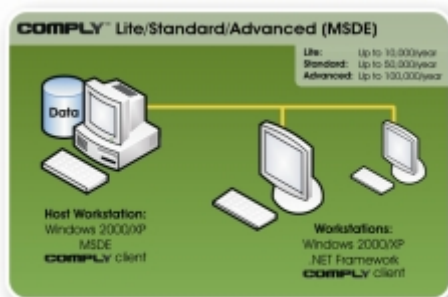 COMPLY™ Lite/Standard/Advanced (MSDE)
Lite: Up to 10,000/year
Standard: Up to 50,000/year
Advanced: Up to 100,000/year
Data
Host Workstation:
Windows 2000/XP
MSDE
COMPLY client
Workstations:
Windows 2000/XP
.NET Framework
COMPLY client